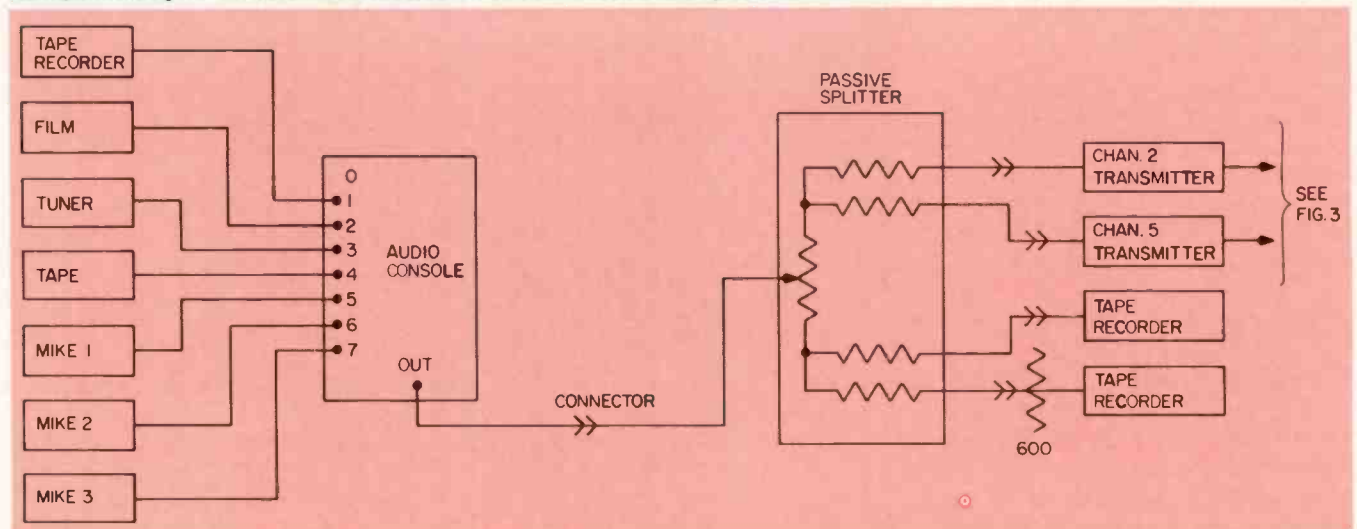 TAPE
RECORDER
FILM
TUNER
TAPE
MIKE 1
MIKE 2
MIKE 3
0
1
2
3
4
5
6
7
AUDIO
CONSOLE
OUT
CONNECTOR
PASSIVE
SPLITTER
CHAN. 2
TRANSMITTER
CHAN. 5
TRANSMITTER
TAPE
RECORDER
TAPE
RECORDER
600
SEE
FIG. 3